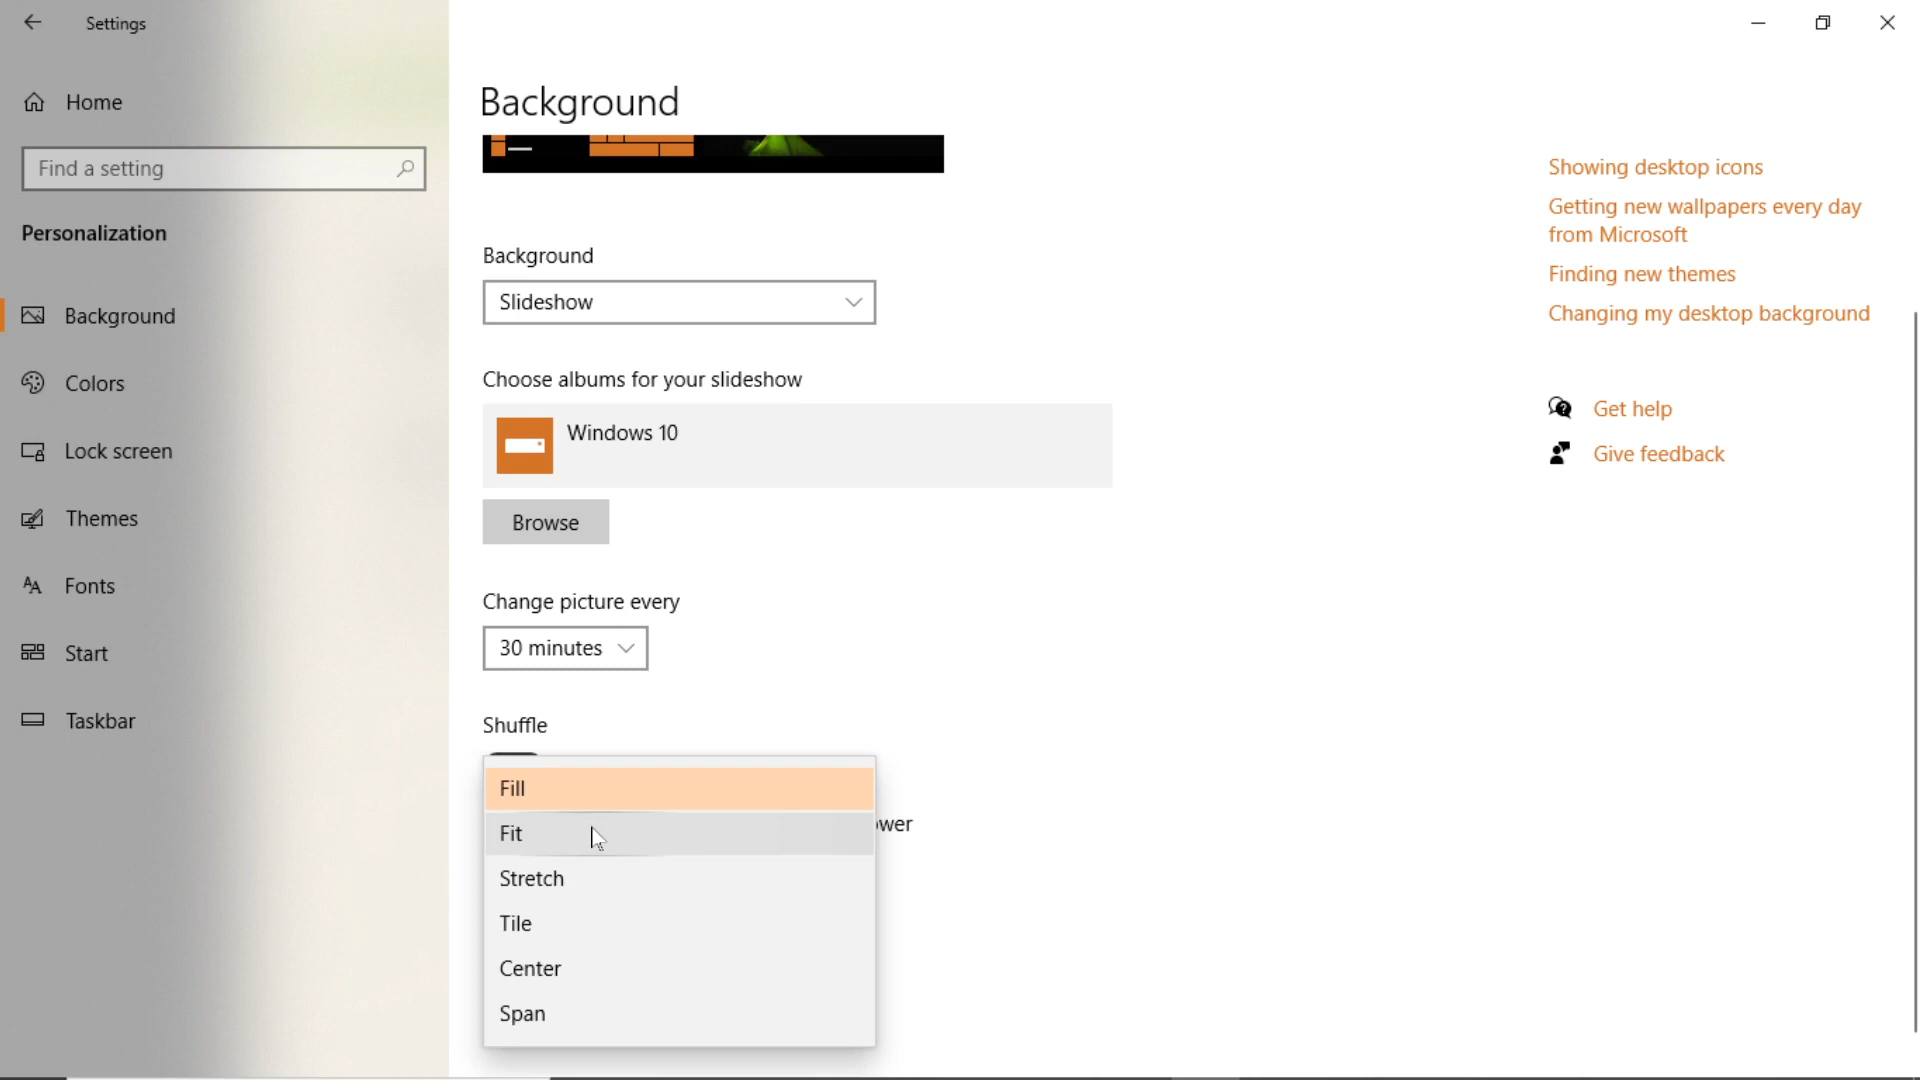 Settings
Home
Find a setting
Personalization
Background
Colors
Lock screen
Themes
Fonts
Start
Taskbar
Background
Background
Slideshow
Choose albums for your slideshow
Windows 10
Browse
Change picture every
30 minutes
Shuffle
Fill
Fit
Stretch
Tile
Center
Span
Showing desktop icons
Getting new wallpapers every day
from Microsoft
Finding new themes
Changing my desktop background
Get help
Give feedback